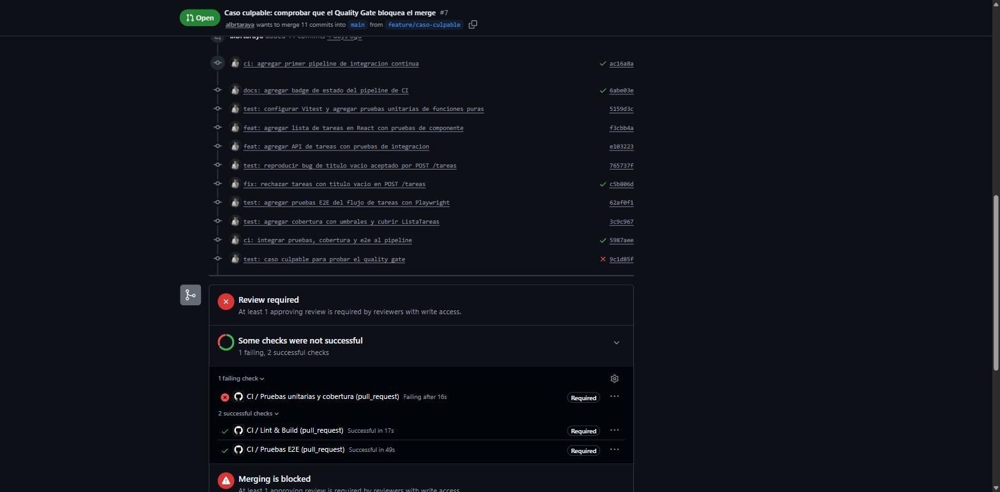 Open
Caso culpable: comprobar que el Quality Gate bloquea el merge #7
albrtaraya wants to merge 11 commits into main from feature/caso-culpable
albrtaraya added 11 commits 4 days ago
ci: agregar primer pipeline de integracion continua ac16a8a
docs: agregar badge de estado del pipeline de CI 6abe03e
test: configurar Vitest y agregar pruebas unitarias de funciones puras 5159d3c
feat: agregar lista de tareas en React con pruebas de componente f3cbb4a
feat: agregar API de tareas con pruebas de integracion e103223
test: reproducir bug de titulo vacio aceptado por POST /tareas 765737f
fix: rechazar tareas con titulo vacio en POST /tareas c5b806d
test: agregar pruebas E2E del flujo de tareas con Playwright 62af0f1
test: agregar cobertura con umbrales y cubrir ListaTareas 3c9c967
ci: integrar pruebas, cobertura y e2e al pipeline 5987aee
test: caso culpable para probar el quality gate 9c1d85f
Review required
At least 1 approving review is required by reviewers with write access.
Some checks were not successful
1 failing, 2 successful checks
1 failing check
CI / Pruebas unitarias y cobertura (pull_request) Failing after 16s Required
2 successful checks
CI / Lint & Build (pull_request) Successful in 17s Required
CI / Pruebas E2E (pull_request) Successful in 49s Required
Merging is blocked
At least 1 approving review is required by reviewers with write access.